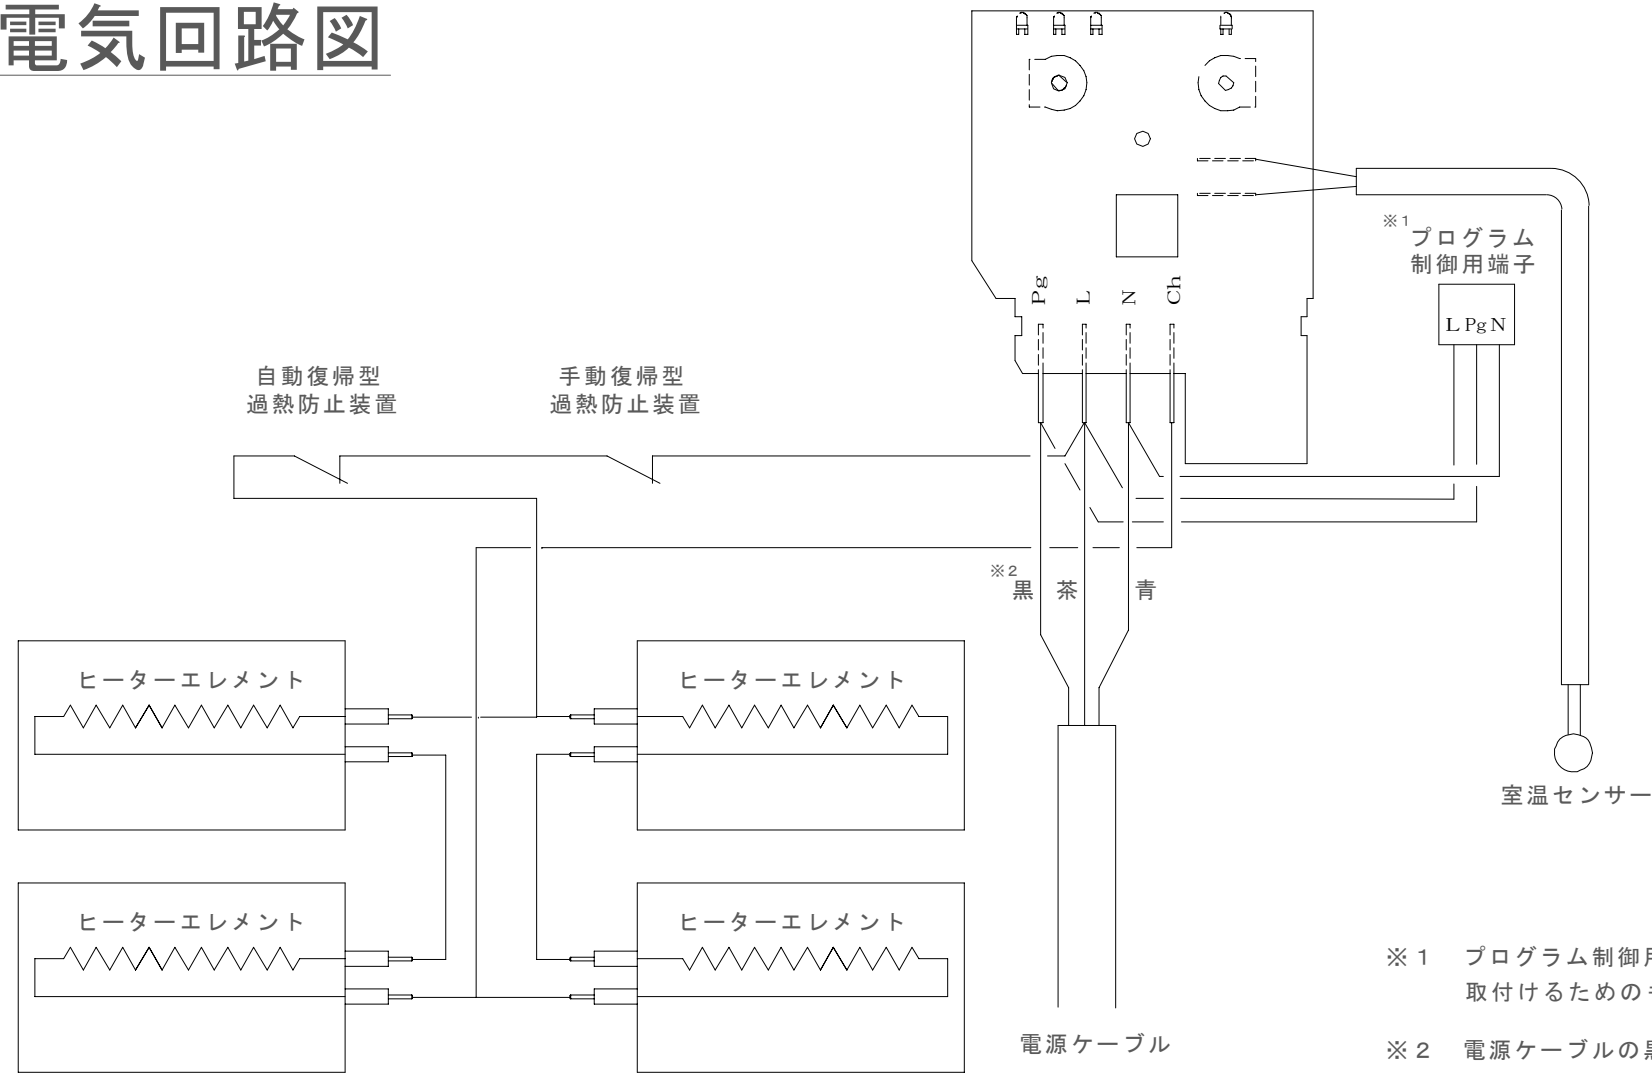 電気回路図
※1
プログラム
制御用端子
Pg
L
N
Ch
L Pg N
自動復帰型
過熱防止装置
手動復帰型
過熱防止装置
※2
黒
茶
青
ヒーターエレメント
ヒーターエレメント
室温センサー
ヒーターエレメント
ヒーターエレメント
電源ケーブル
※１ プログラム制御用
取付けるための
※２ 電源ケーブルの黒